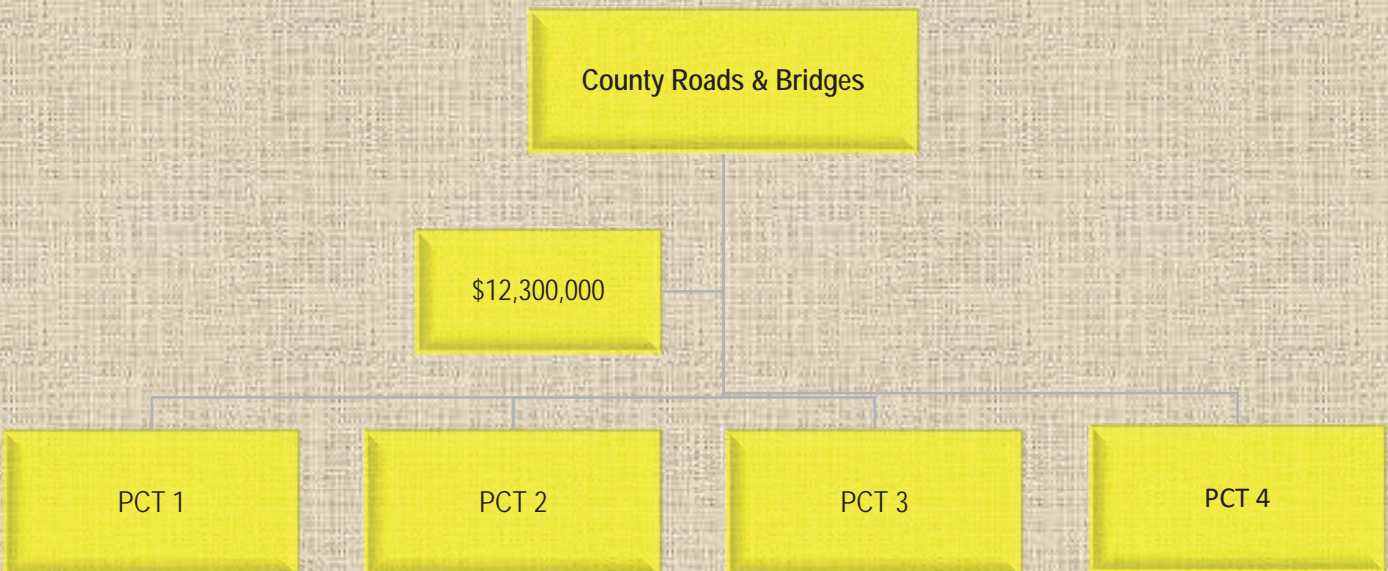 County Roads & Bridges
$12,300,000
PCT 1
PCT 2
PCT 3
PCT 4